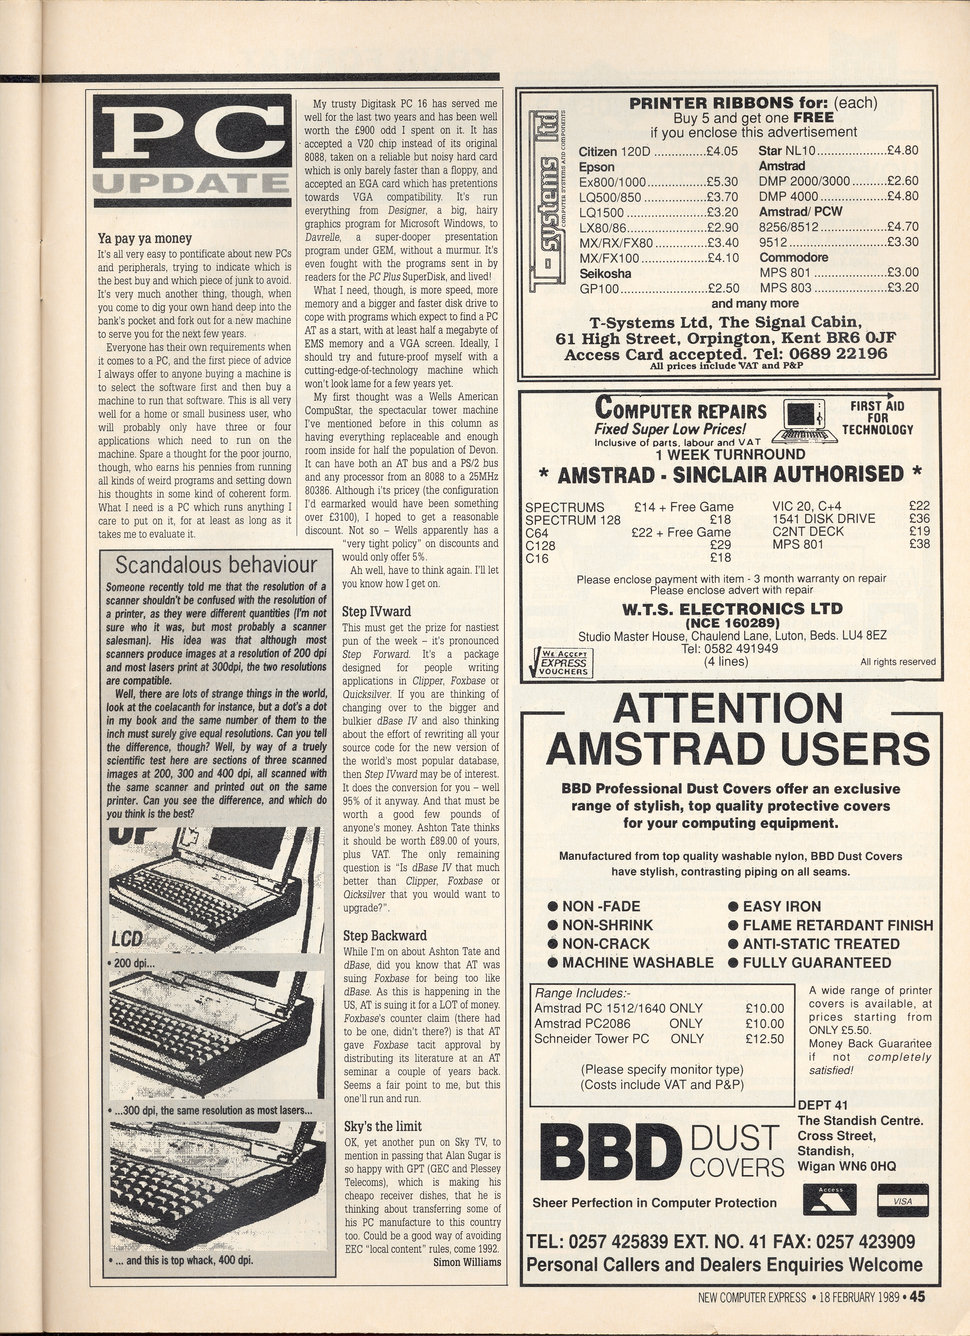 PC
UPDATE
Ya pay ya money
It's all very easy to pontificate about new PCs
and peripherals, trying to indicate which is
the best buy and which piece of junk to avoid.
It's very much another thing, though, when
you come to dig your own hand deep into the
bank's pocket and fork out for a new machine
to serve you for the next few years.
Everyone has their own requirements when
it comes to a PC, and the first piece of advice
I always offer to anyone buying a machine is
to select the software first and then buy a
machine to run that software. This is all very
well for a home or small business user, who
will probably only have three or four
applications which need to run on the
machine. Spare a thought for the poor journo,
though, who earns his pennies from running
all kinds of weird programs and setting down
his thoughts in some kind of coherent form.
What I need is a PC which runs anything I
care to put on it, for at least as long as it
takes me to evaluate it.
My trusty Digitask PC 16 has served me
well for the last two years and has been well
worth the £900 odd I spent on it. It has
accepted a V20 chip instead of its original
8088, taken on a reliable but noisy hard card
which is only barely faster than a floppy, and
accepted an EGA card which has pretentions
towards VGA compatibility. It's run
everything from Designer, a big, hairy
graphics program for Microsoft Windows, to
Davrelle, a super-dooper presentation
program under GEM, without a murmur. It's
even fought with the programs sent in by
readers for the PC Plus SuperDisk, and lived!
What I need, though, is more speed, more
memory and a bigger and faster disk drive to
cope with programs which expect to find a PC
AT as a start, with at least half a megabyte of
EMS memory and a VGA screen. Ideally, I
should try and future-proof myself with a
cutting-edge-of-technology machine which
won't look lame for a few years yet.
My first thought was a Wells American
CompuStar, the spectacular tower machine
I've mentioned before in this column as
having everything replaceable and enough
room inside for half the population of Devon.
It can have both an AT bus and a PS/2 bus
and any processor from an 8088 to a 25MHz
80386. Although it's pricey (the configuration
I'd earmarked would have been something
over £3100), I hoped to get a reasonable
discount. Not so – Wells apparently has a
"very tight policy" on discounts and
would only offer 5%.
Ah well, have to think again. I'll let
you know how I get on.
Step IVward
This must get the prize for nastiest
pun of the week – it's pronounced
Step Forward. It's a package
designed for people writing
applications in Clipper, Foxbase or
Quicksilver. If you are thinking of
changing over to the bigger and
bulkier dBase IV and also thinking
about the effort of rewriting all your
source code for the new version of
the world's most popular database,
then Step IVward may be of interest.
It does the conversion for you – well
95% of it anyway. And that must be
worth a good few pounds of
anyone's money. Ashton Tate thinks
it should be worth £89.00 of yours,
plus VAT. The only remaining
question is "Is dBase IV that much
better than Clipper, Foxbase or
Qicksilver that you would want to
upgrade?".
Step Backward
While I'm on about Ashton Tate and
dBase, did you know that AT was
suing Foxbase for being too like
dBase. As this is happening in the
US, AT is suing it for a LOT of money.
Foxbase's counter claim (there had
to be one, didn't there?) is that AT
gave Foxbase tacit approval by
distributing its literature at an AT
seminar a couple of years back.
Seems a fair point to me, but this
one'll run and run.
Sky's the limit
OK, yet another pun on Sky TV, to
mention in passing that Alan Sugar is
so happy with GPT (GEC and Plessey
Telecoms), which is making his
cheapo receiver dishes, that he is
thinking about transferring some of
his PC manufacture to this country
too. Could be a good way of avoiding
EEC "local content" rules, come 1992.
Simon Williams
Scandalous behaviour
Someone recently told me that the resolution of a
scanner shouldn't be confused with the resolution of
a printer, as they were different quantities (I'm not
sure who it was, but most probably a scanner
salesman). His idea was that although most
scanners produce images at a resolution of 200 dpi
and most lasers print at 300dpi, the two resolutions
are compatible.
Well, there are lots of strange things in the world,
look at the coelacanth for instance, but a dot's a dot
in my book and the same number of them to the
inch must surely give equal resolutions. Can you tell
the difference, though? Well, by way of a truely
scientific test here are sections of three scanned
images at 200, 300 and 400 dpi, all scanned with
the same scanner and printed out on the same
printer. Can you see the difference, and which do
you think is the best?
UP
LCD
• 200 dpi...
• ...300 dpi, the same resolution as most lasers...
• ... and this is top whack, 400 dpi.
T-systems ltd
COMPUTER SYSTEMS AND COMPONENTS
PRINTER RIBBONS for: (each)
Buy 5 and get one FREE
if you enclose this advertisement
Citizen 120D ..............£4.05
Epson
Ex800/1000..............£5.30
LQ500/850 ..............£3.70
LQ1500 ..............£3.20
LX80/86..............£2.90
MX/RX/FX80..............£3.40
MX/FX100..............£4.10
Seikosha
GP100..............£2.50
Star NL10..............£4.80
Amstrad
DMP 2000/3000..........£2.60
DMP 4000..............£4.80
Amstrad/ PCW
8256/8512..............£4.70
9512..............£3.30
Commodore
MPS 801 ..............£3.00
MPS 803 ..............£3.20
and many more
T-Systems Ltd, The Signal Cabin,
61 High Street, Orpington, Kent BR6 0JF
Access Card accepted. Tel: 0689 22196
All prices include VAT and P&P
COMPUTER REPAIRS
Fixed Super Low Prices!
Inclusive of parts, labour and VAT
FIRST AID
FOR
TECHNOLOGY
1 WEEK TURNROUND
* AMSTRAD - SINCLAIR AUTHORISED *
SPECTRUMS £14 + Free Game
SPECTRUM 128 £18
C64 £22 + Free Game
C128 £29
C16 £18
VIC 20, C+4 £22
1541 DISK DRIVE £36
C2NT DECK £19
MPS 801 £38
Please enclose payment with item - 3 month warranty on repair
Please enclose advert with repair
W.T.S. ELECTRONICS LTD
(NCE 160289)
Studio Master House, Chaulend Lane, Luton, Beds. LU4 8EZ
Tel: 0582 491949
(4 lines)
WE ACCEPT
EXPRESS
VOUCHERS
All rights reserved
ATTENTION
AMSTRAD USERS
BBD Professional Dust Covers offer an exclusive
range of stylish, top quality protective covers
for your computing equipment.
Manufactured from top quality washable nylon, BBD Dust Covers
have stylish, contrasting piping on all seams.
● NON -FADE
● NON-SHRINK
● NON-CRACK
● MACHINE WASHABLE
● EASY IRON
● FLAME RETARDANT FINISH
● ANTI-STATIC TREATED
● FULLY GUARANTEED
Range Includes:-
Amstrad PC 1512/1640 ONLY £10.00
Amstrad PC2086 ONLY £10.00
Schneider Tower PC ONLY £12.50
(Please specify monitor type)
(Costs include VAT and P&P)
A wide range of printer
covers is available, at
prices starting from
ONLY £5.50.
Money Back Guarantee
if not completely
satisfied!
BBD DUST
COVERS
Sheer Perfection in Computer Protection
DEPT 41
The Standish Centre.
Cross Street,
Standish,
Wigan WN6 0HQ
Access
VISA
TEL: 0257 425839 EXT. NO. 41 FAX: 0257 423909
Personal Callers and Dealers Enquiries Welcome
NEW COMPUTER EXPRESS • 18 FEBRUARY 1989 • 45